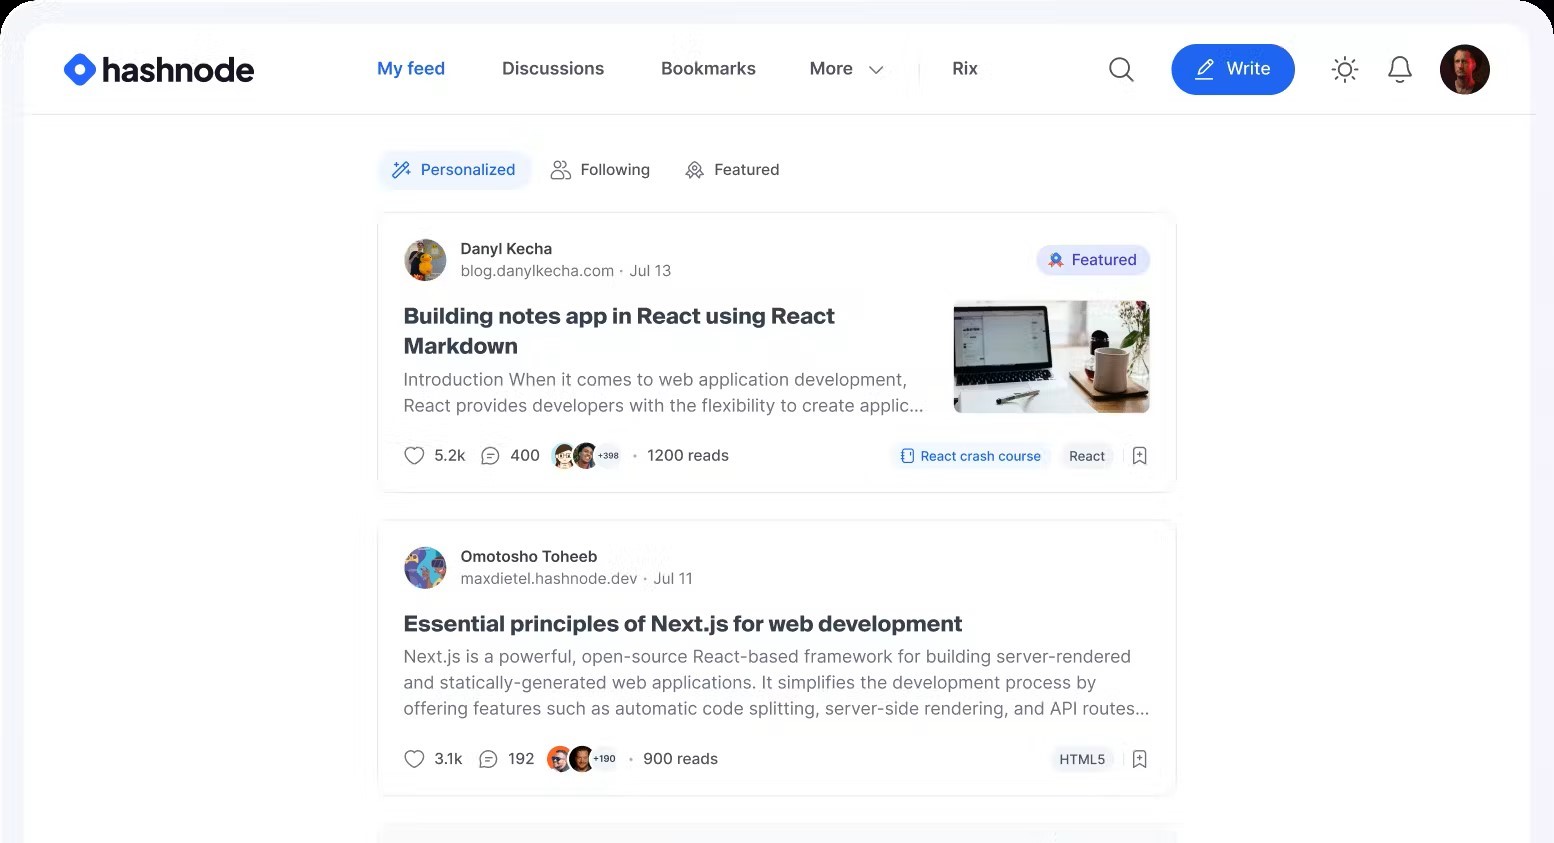 hashnode
My feed
Discussions
Bookmarks
More
Rix
Write
Personalized
Following
Featured
Danyl Kecha
blog.danylkecha.com · Jul 13
Featured
Building notes app in React using React
Markdown
Introduction When it comes to web application development,
React provides developers with the flexibility to create applic...
5.2k
400
+398
· 1200 reads
React crash course
React
Omotosho Toheeb
maxdietel.hashnode.dev · Jul 11
Essential principles of Next.js for web development
Next.js is a powerful, open-source React-based framework for building server-rendered
and statically-generated web applications. It simplifies the development process by
offering features such as automatic code splitting, server-side rendering, and API routes...
3.1k
192
+190
· 900 reads
HTML5